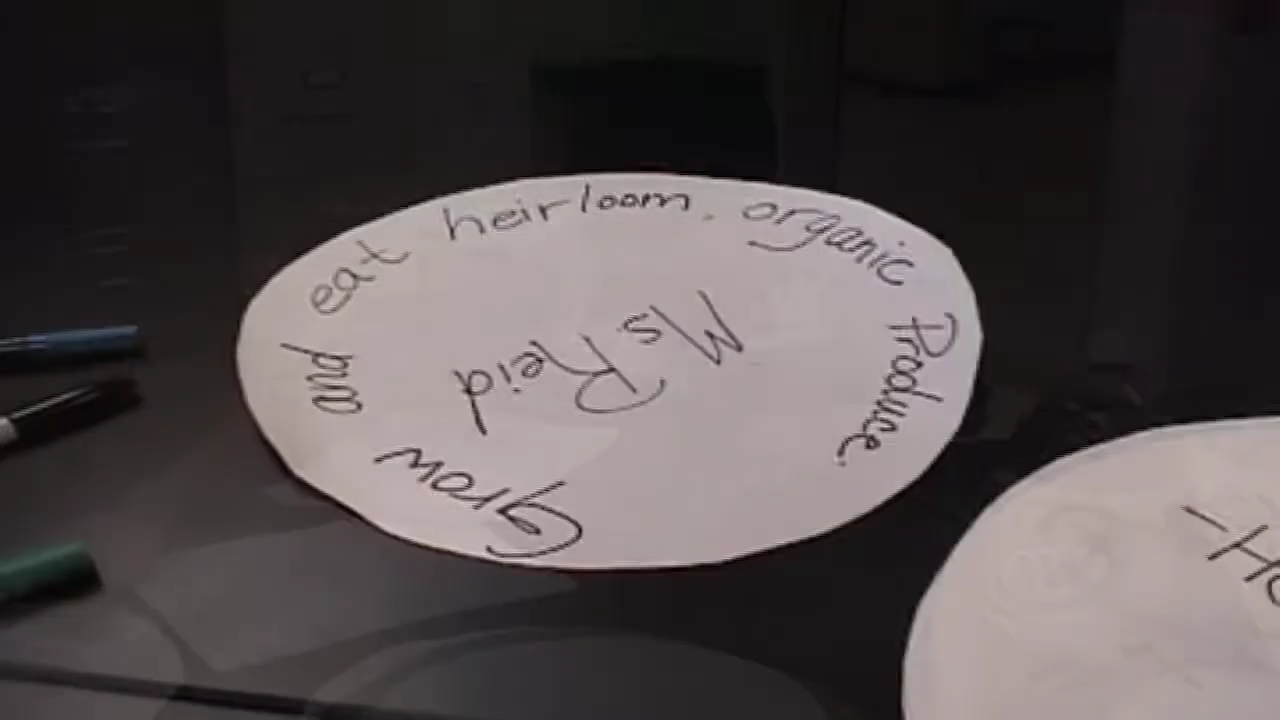 Grow and eat heirloom, organic Produce.
Ms Reid